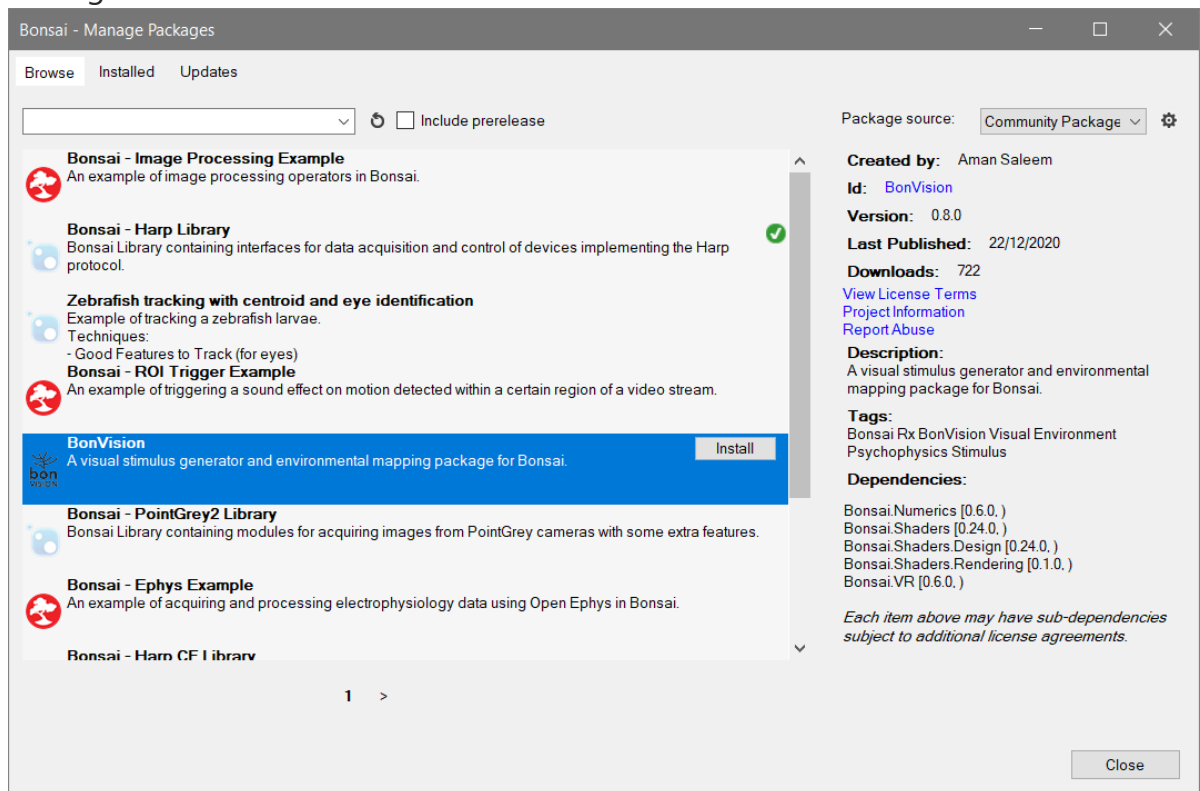 Bonsai - Manage Packages
Browse Installed Updates
Include prerelease
Package source: Community Package
Bonsai - Image Processing Example
An example of image processing operators in Bonsai.
Bonsai - Harp Library
Bonsai Library containing interfaces for data acquisition and control of devices implementing the Harp
protocol.
Zebrafish tracking with centroid and eye identification
Example of tracking a zebrafish larvae.
Techniques:
- Good Features to Track (for eyes)
Bonsai - ROI Trigger Example
An example of triggering a sound effect on motion detected within a certain region of a video stream.
BonVision
A visual stimulus generator and environmental mapping package for Bonsai.
Install
bon
VISION
Bonsai - PointGrey2 Library
Bonsai Library containing modules for acquiring images from PointGrey cameras with some extra features.
Bonsai - Ephys Example
An example of acquiring and processing electrophysiology data using Open Ephys in Bonsai.
Bonsai - Harp CF Library
1 >
Created by: Aman Saleem
Id: BonVision
Version: 0.8.0
Last Published: 22/12/2020
Downloads: 722
View License Terms
Project Information
Report Abuse
Description:
A visual stimulus generator and environmental
mapping package for Bonsai.
Tags:
Bonsai Rx BonVision Visual Environment
Psychophysics Stimulus
Dependencies:
Bonsai.Numerics [0.6.0, )
Bonsai.Shaders [0.24.0, )
Bonsai.Shaders.Design [0.24.0, )
Bonsai.Shaders.Rendering [0.1.0, )
Bonsai.VR [0.6.0, )
Each item above may have sub-dependencies
subject to additional license agreements.
Close